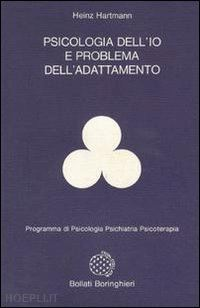 Heinz Hartmann
PSICOLOGIA DELL'IO
E PROBLEMA
DELL'ADATTAMENTO
Programma di Psicologia Psichiatria Psicoterapia
Bollati Boringhieri